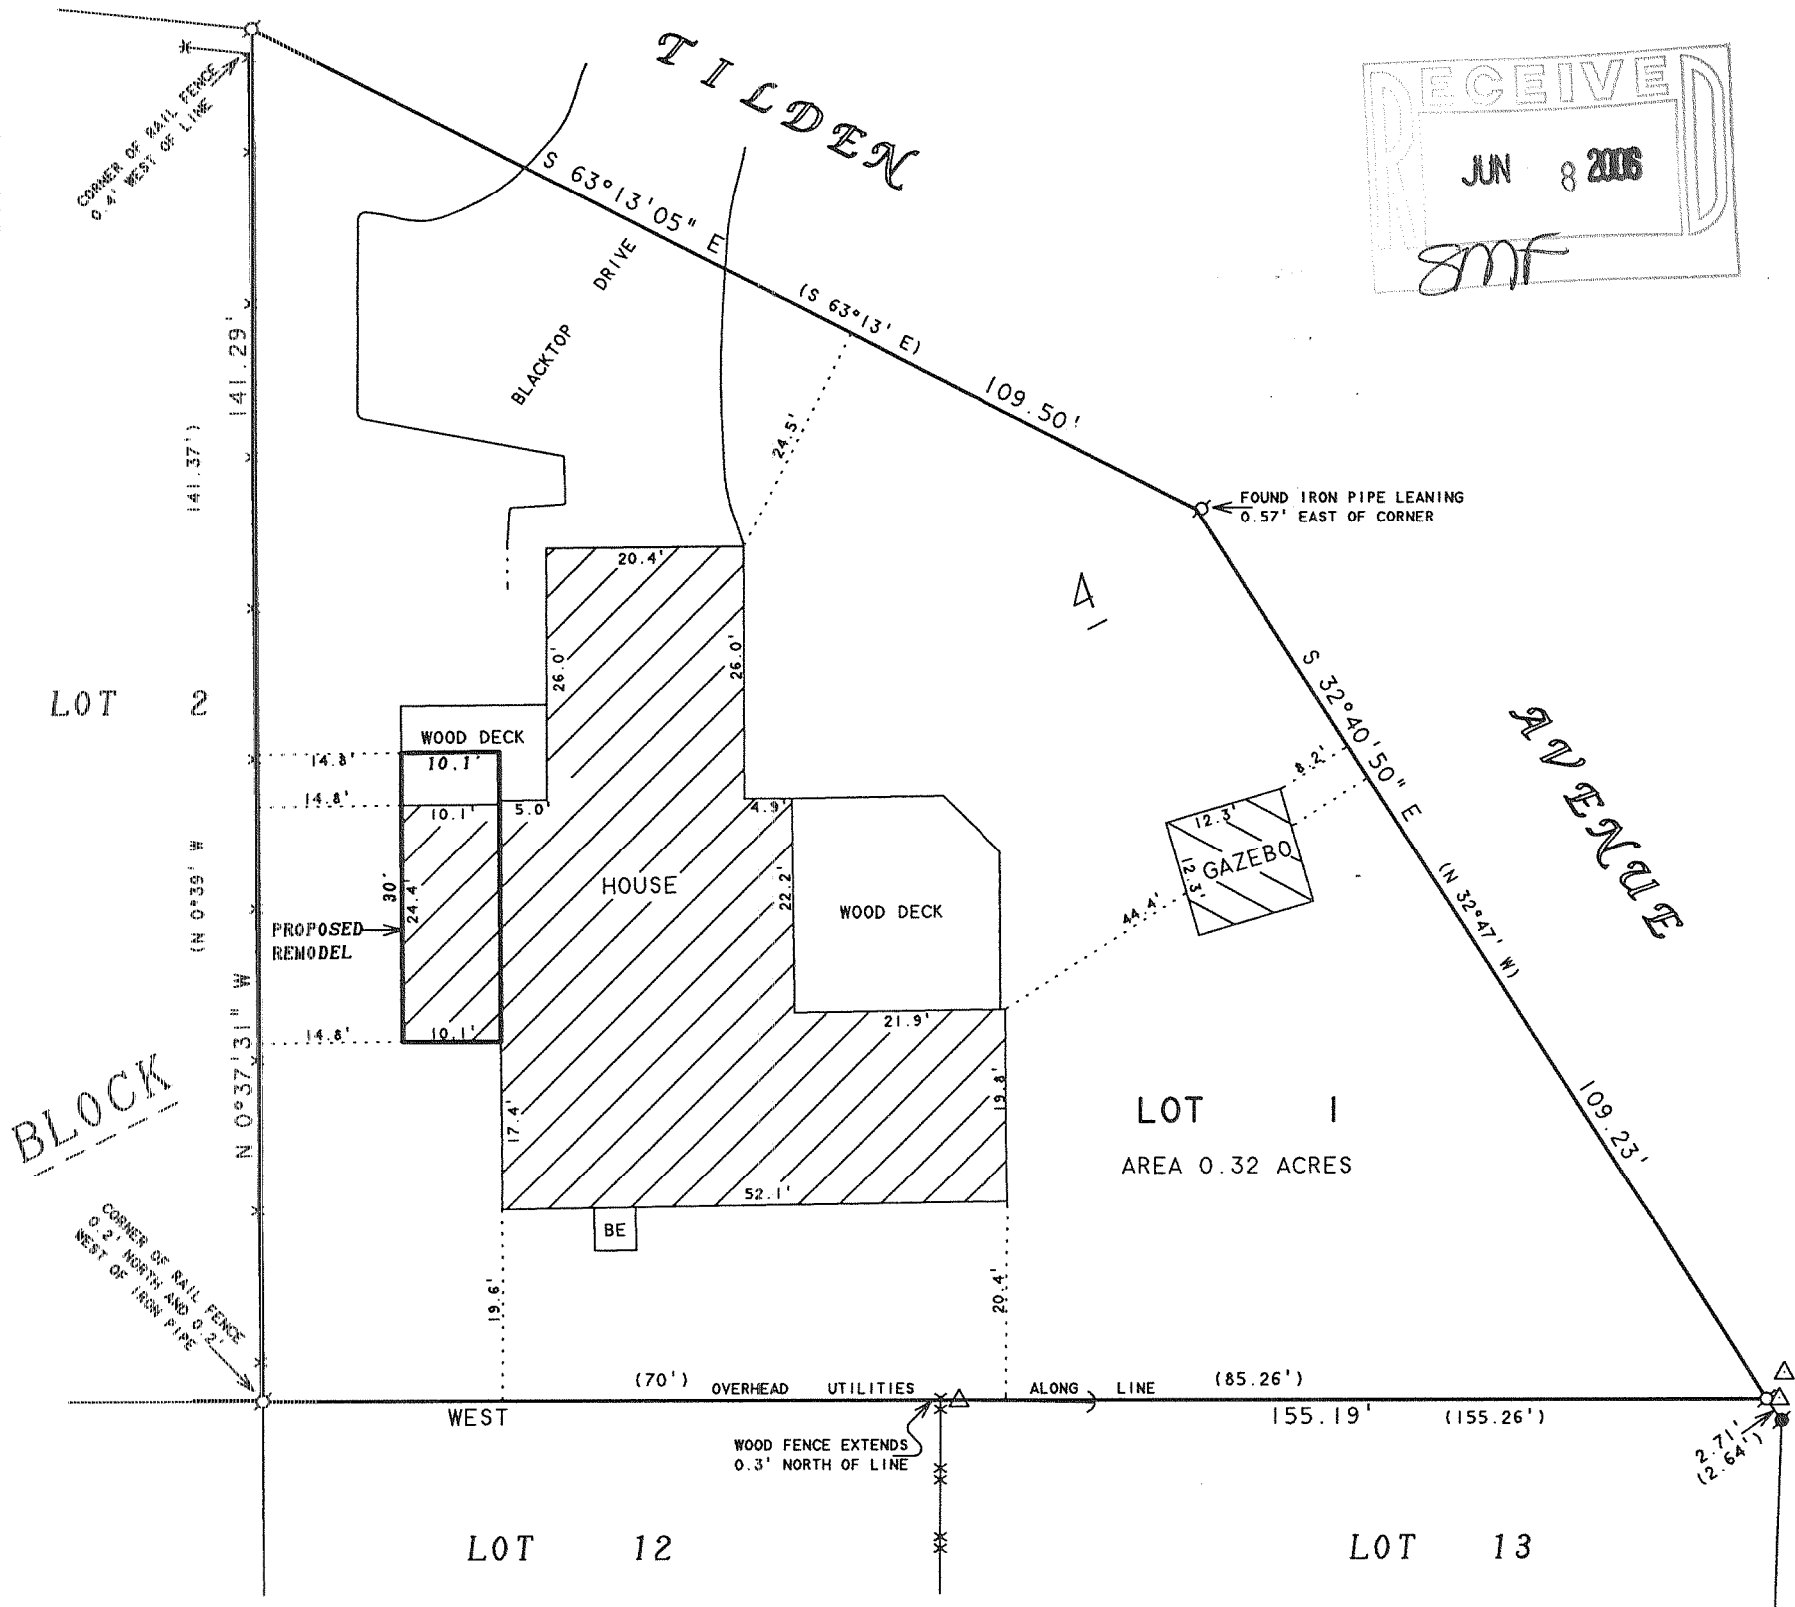 TILDEN
RECEIVED
JUN 8 2006
SMF
CORNER OF RAIL FENCE
0.4' WEST OF LINE
S 63°13'05" E
(S 63°13' E)
109.50'
BLACKTOP DRIVE
24.5'
141.29'
141.37')
FOUND IRON PIPE LEANING
0.57' EAST OF CORNER
4
20.4'
26.0'
26.0'
S 32°40'50" E
(N 32°47' W)
109.23'
AVENUE
LOT 2
WOOD DECK
14.8'
10.1'
14.8'
10.1'
5.0'
4.9'
8.2'
12.3'
12.3'
GAZEBO
44.4'
HOUSE
22.2'
WOOD DECK
30'
24.4'
PROPOSED
REMODEL
(N 0°39' W
N 0°37'31" W
14.8'
10.1'
21.9'
19.8'
17.4'
52.1'
BE
BLOCK
LOT 1
AREA 0.32 ACRES
CORNER OF RAIL FENCE
0.2' NORTH AND 0.2'
WEST OF IRON PIPE
19.6'
20.4'
(70') OVERHEAD UTILITIES ALONG LINE (85.26')
WEST
155.19' (155.26')
WOOD FENCE EXTENDS
0.3' NORTH OF LINE
2.71'
(2.64')
LOT 12
LOT 13